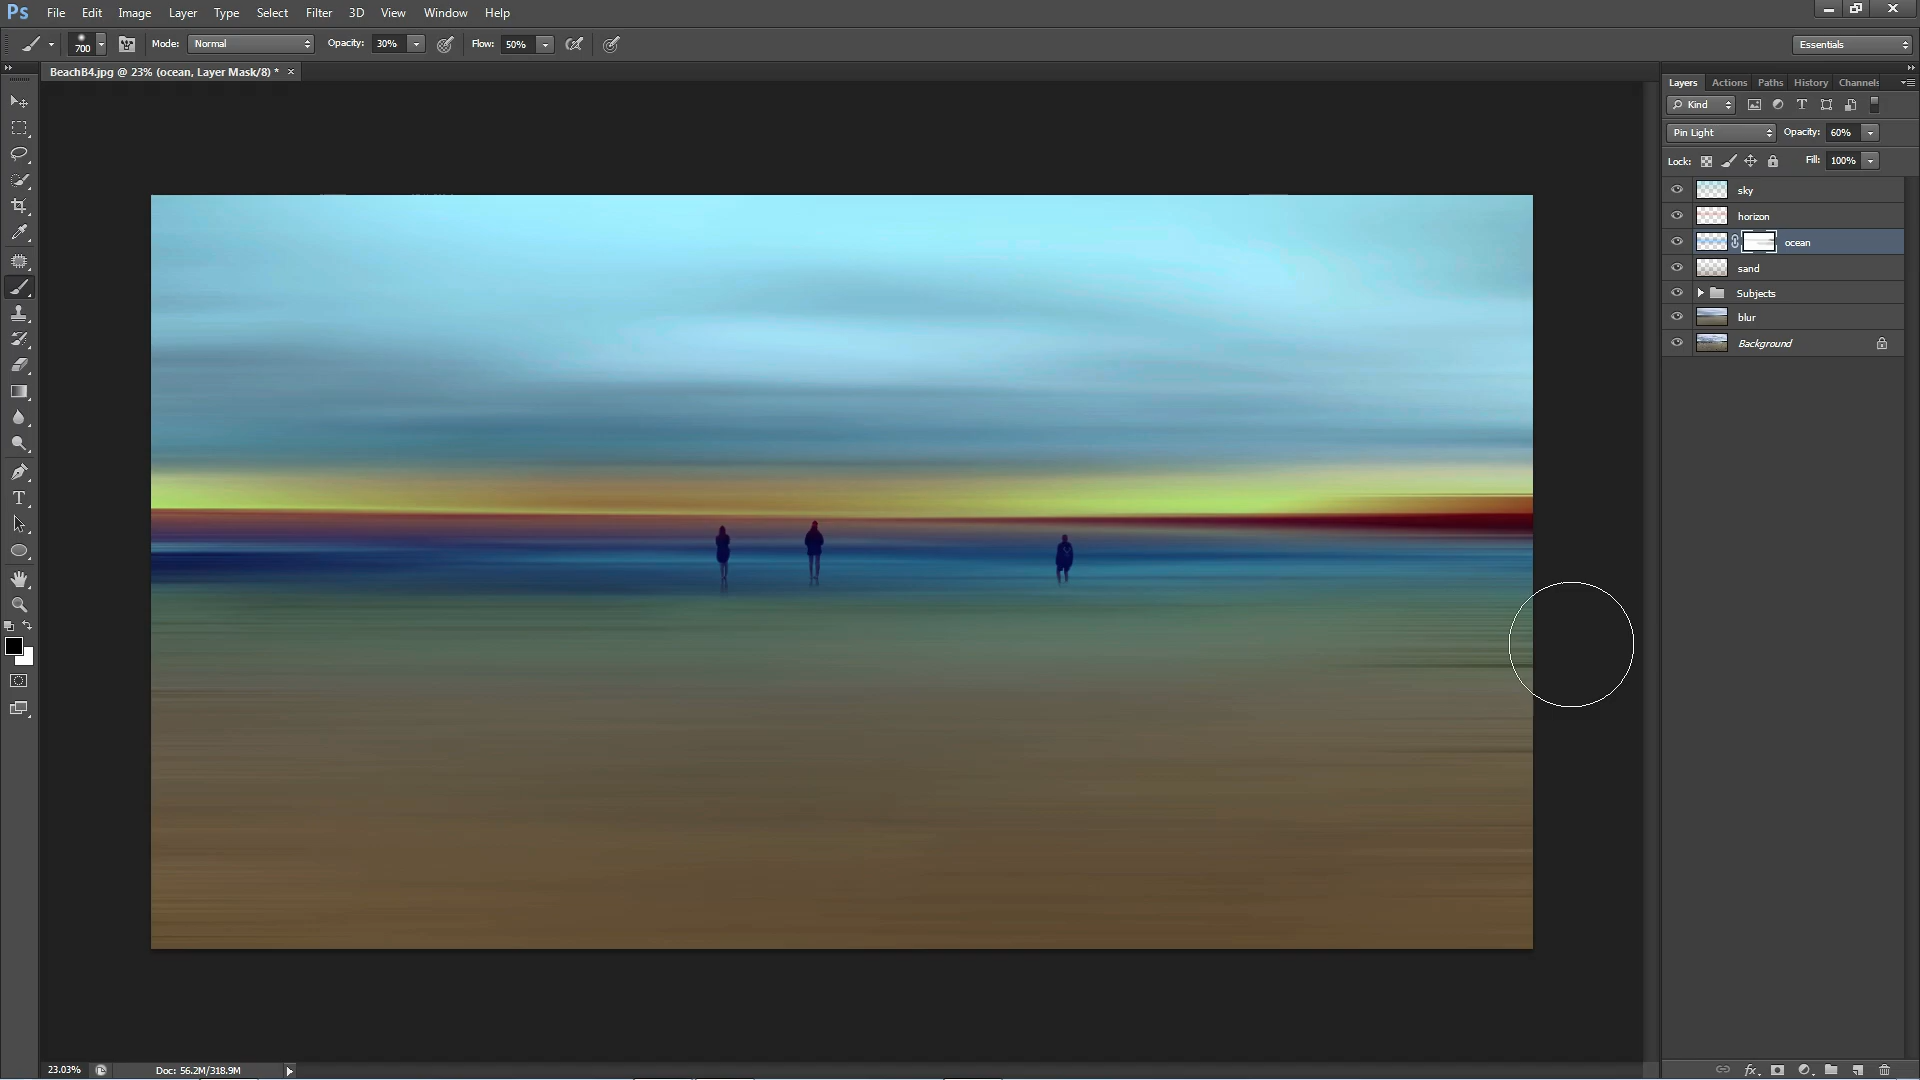 Ps File Edit Image Layer Type Select Filter 3D View Window Help
700 Mode: Normal Opacity: 30% Flow: 50% Essentials
BeachB4.jpg @ 23% (ocean, Layer Mask/8) * ×
Layers Actions Paths History Channels
Kind T
Pin Light Opacity: 60%
Lock: Fill: 100%
sky
horizon
ocean
sand
Subjects
blur
Background
T
23.03% Doc: 56.2M/318.9M
fx